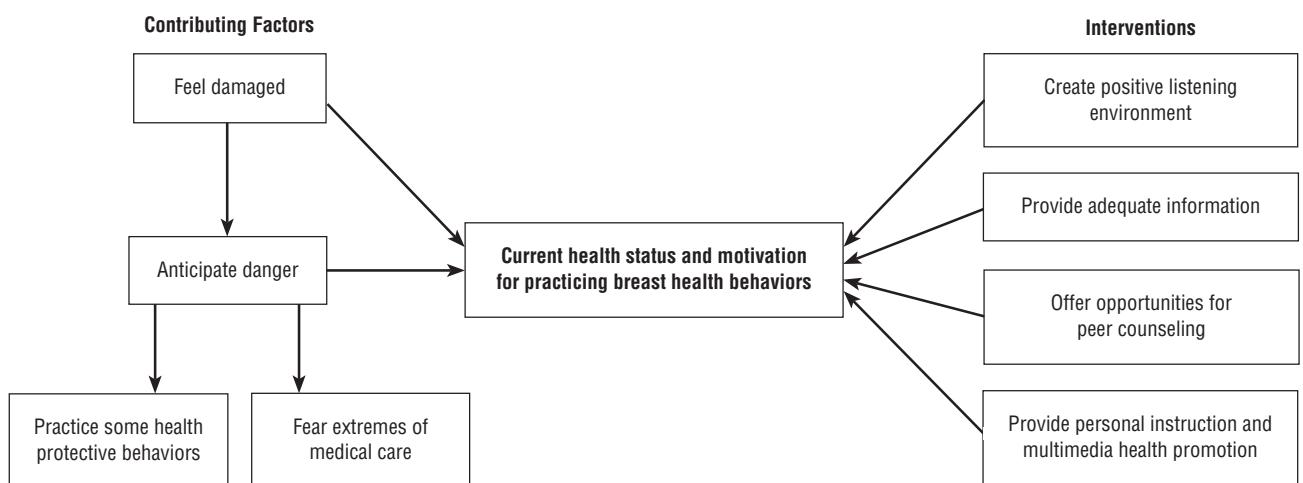 Contributing Factors
Feel damaged
Anticipate danger
Practice some health
protective behaviors
Fear extremes of
medical care
Current health status and motivation
for practicing breast health behaviors
Interventions
Create positive listening
environment
Provide adequate information
Offer opportunities for
peer counseling
Provide personal instruction and
multimedia health promotion